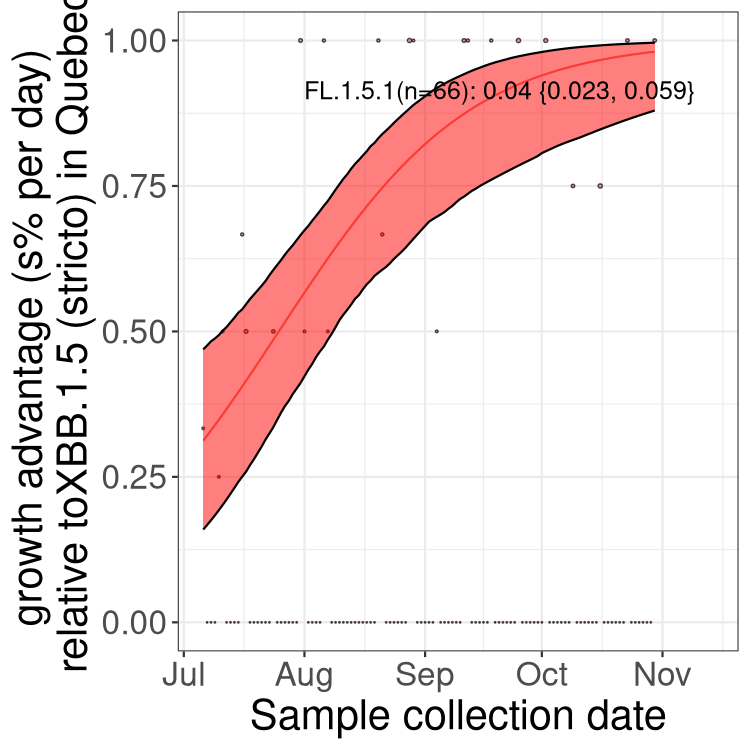 growth advantage (s% per day)
relative toXBB.1.5 (stricto) in Quebec
1.00
0.75
0.50
0.25
0.00
FL.1.5.1(n=66): 0.04 {0.023, 0.059}
Jul Aug Sep Oct Nov
Sample collection date